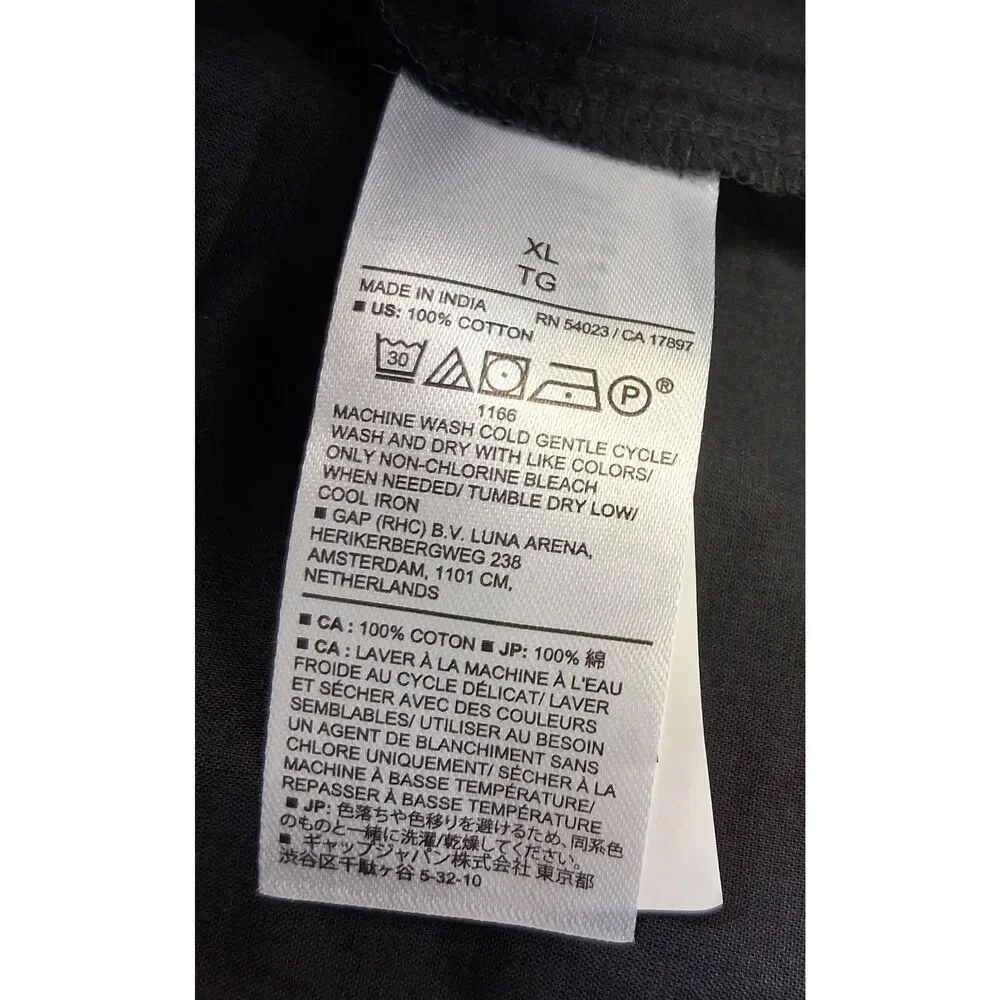 XL
TG
MADE IN INDIA RN 54023 / CA 17897
■ US: 100% COTTON
30 P®
1166
MACHINE WASH COLD GENTLE CYCLE/
WASH AND DRY WITH LIKE COLORS/
ONLY NON-CHLORINE BLEACH
WHEN NEEDED/ TUMBLE DRY LOW/
COOL IRON
■ GAP (RHC) B.V. LUNA ARENA,
HERIKERBERGWEG 238
AMSTERDAM, 1101 CM,
NETHERLANDS
■ CA : 100% COTON ■ JP: 100% 綿
■ CA : LAVER À LA MACHINE À L'EAU
FROIDE AU CYCLE DÉLICAT/ LAVER
ET SÉCHER AVEC DES COULEURS
SEMBLABLES/ UTILISER AU BESOIN
UN AGENT DE BLANCHIMENT SANS
CHLORE UNIQUEMENT/ SÉCHER À LA
MACHINE À BASSE TEMPÉRATURE/
REPASSER À BASSE TEMPÉRATURE
■ JP: 色落ちや色移りを避けるため、同系色
のものと一緒に洗濯/乾燥してください。
■ ギャップジャパン株式会社 東京都
渋谷区千駄ヶ谷 5-32-10